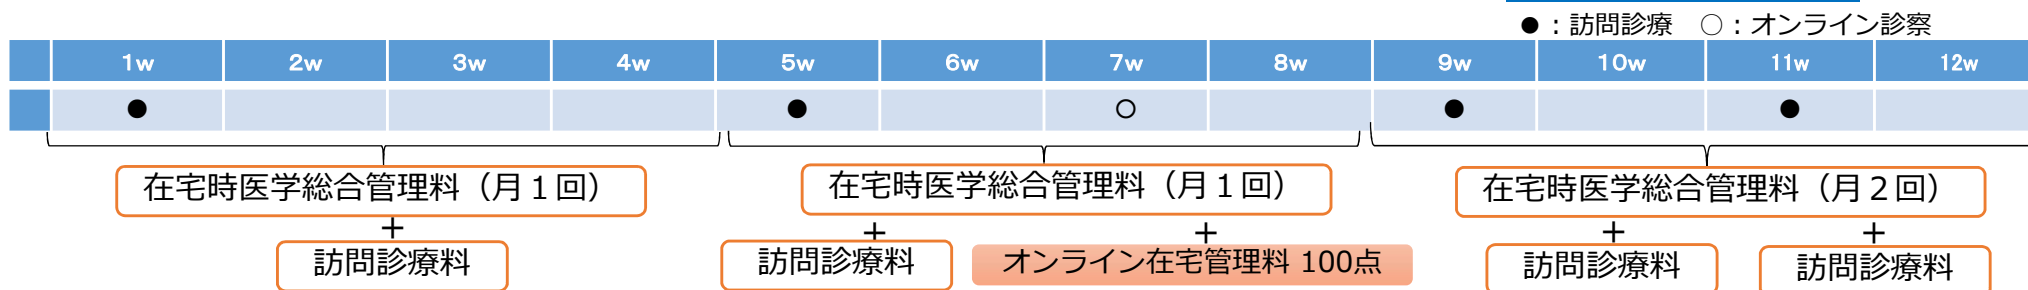 ●：訪問診療　○：オンライン診察
1w 2w 3w 4w 5w 6w 7w 8w 9w 10w 11w 12w
● ● ○ ● ●
在宅時医学総合管理料（月１回） 在宅時医学総合管理料（月１回） 在宅時医学総合管理料（月２回）
＋ ＋ ＋ ＋ ＋
訪問診療料 訪問診療料 オンライン在宅管理料 100点 訪問診療料 訪問診療料